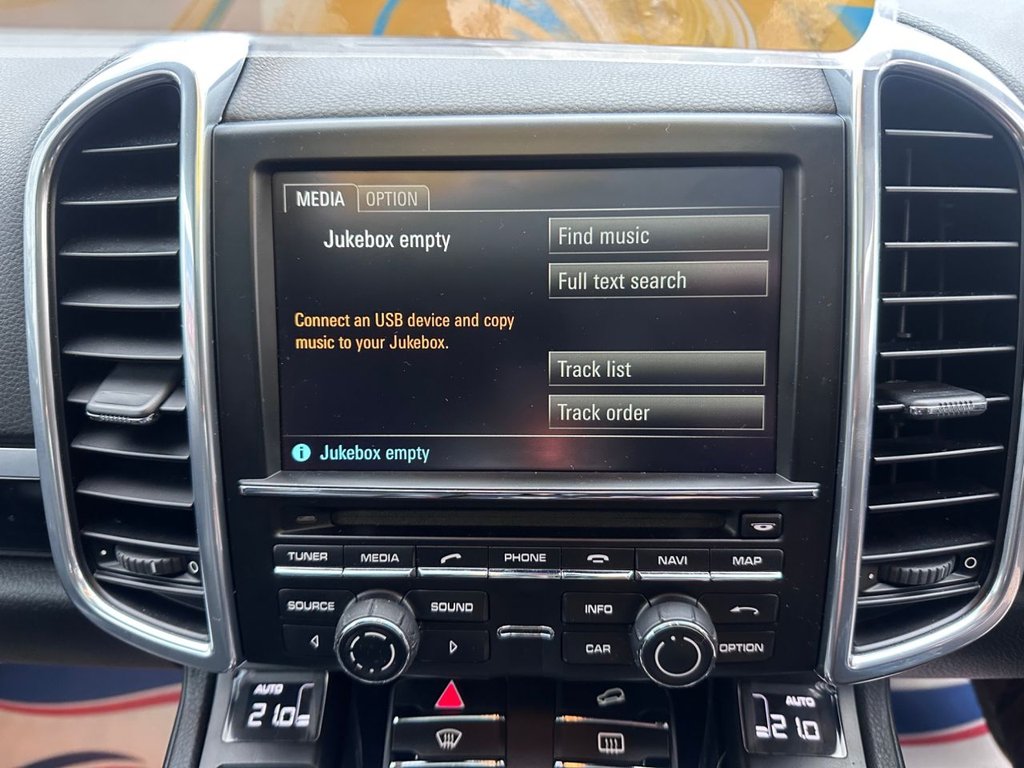 MEDIA OPTION
Jukebox empty
Find music
Full text search
Connect an USB device and copy
music to your Jukebox.
Track list
Track order
i Jukebox empty
TUNER MEDIA PHONE NAVI MAP
SOURCE SOUND INFO
CAR OPTION
AUTO
21.0
AUTO
21.0